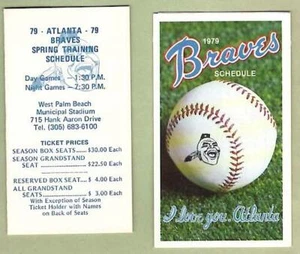 79 - ATLANTA - 79
BRAVES
SPRING TRAINING
SCHEDULE
Day Games — 1:30 P.M.
Night Games — 7:30 P.M.
West Palm Beach
Municipal Stadium
715 Hank Aaron Drive
Tel. (305) 683-6100
TICKET PRICES
SEASON BOX SEATS $30.00 Each
SEASON GRANDSTAND
SEAT $22.50 Each
RESERVED BOX SEAT $ 4.00 Each
ALL GRANDSTAND
SEATS $ 3.00 Each
With Exception of Season
Ticket Holder with Names
on Back of Seats
1979
Braves
SCHEDULE
I love you, Atlanta